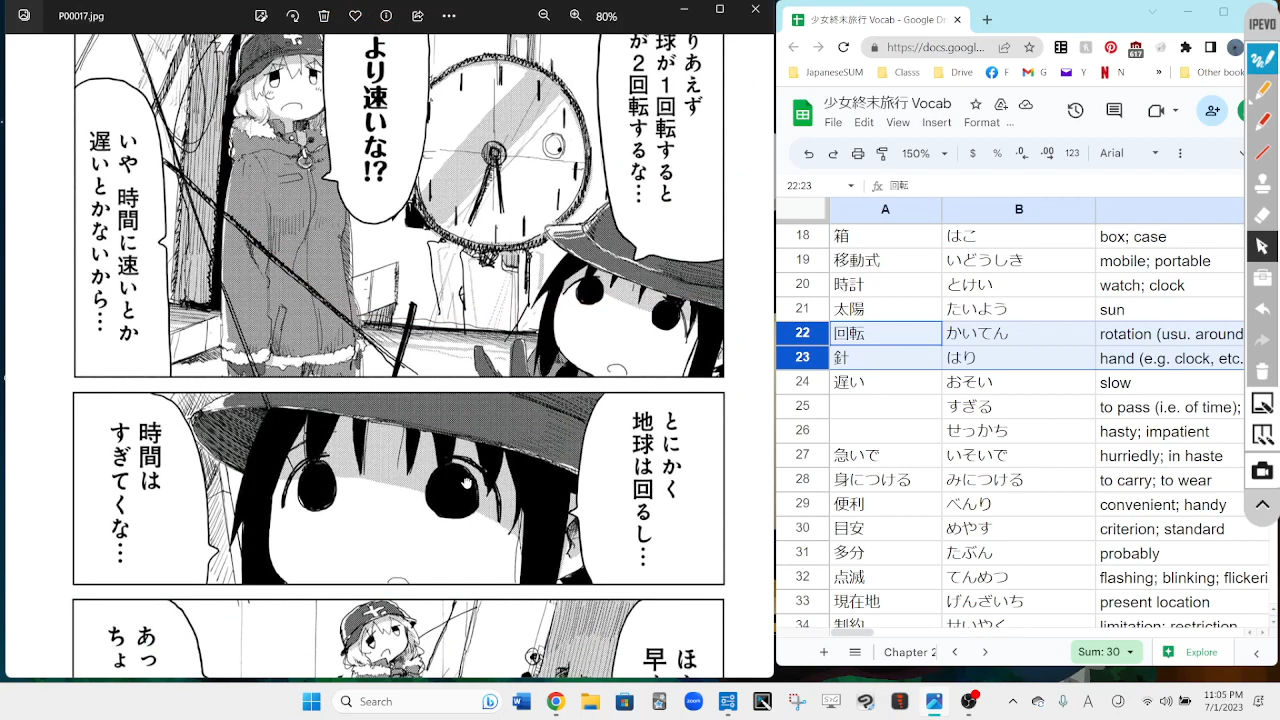 P00017.jpg
80%
りあえず
球が1回転すると
が2回転するな…
より速いな!?
いや 時間に速いとか
遅いとかないから…
とにかく
地球は回るし…
時間は
すぎてくな…
ほ
早
あっ
ちょ
少女終末旅行 Vocab - Google Dr
https://docs.googl...
JapaneseSUM
Classs
Drive
F
G
Y
N
Other book
少女終末旅行 Vocab
File Edit View Insert Format ...
150% $ % .0 .00 123 Arial
22:23 fx 回転
A B
18 箱 はこ box; case
19 移動式 いどうしき mobile; portable
20 時計 とけい watch; clock
21 太陽 たいよう sun
22 回転 かいてん rotation (usu. around
23 針 はり hand (e.g. clock, etc.
24 遅い おそい slow
25 すぎる to pass (i.e. of time);
26 せっかち hasty; impatient
27 急いで いそいで hurriedly; in haste
28 身につける みにつける to carry; to wear
29 便利 べんり convenient; handy
30 目安 めやす criterion; standard
31 多分 たぶん probably
32 点滅 てんめつ flashing; blinking; flickeri
33 現在地 げんざいち present location
34 制約 せいやく limitation; restriction
Chapter 2
Sum: 30
Explore
IPEVO
Search
zoom
A
11:05 PM
7/1/2023